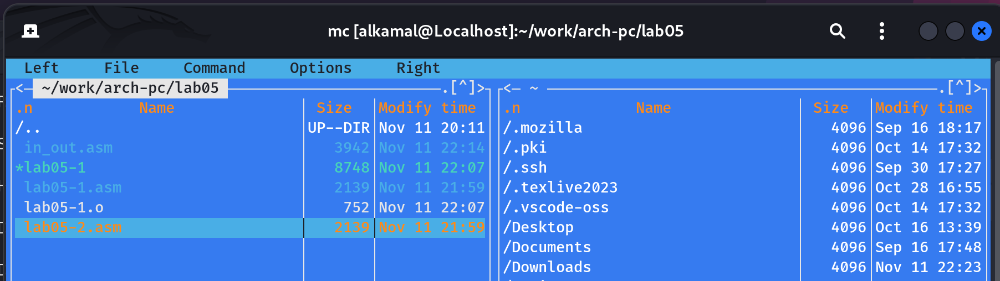 mc [alkamal@Localhost]:~/work/arch-pc/lab05
Left File Command Options Right
<─ ~/work/arch-pc/lab05 ─.[^]>
.n Name Size Modify time
/.. UP--DIR Nov 11 20:11
in_out.asm 3942 Nov 11 22:14
*lab05-1 8748 Nov 11 22:07
lab05-1.asm 2139 Nov 11 21:59
lab05-1.o 752 Nov 11 22:07
lab05-2.asm 2139 Nov 11 21:59
<─ ~ ─.[^]>
.n Name Size Modify time
/.mozilla 4096 Sep 16 18:17
/.pki 4096 Oct 14 17:32
/.ssh 4096 Sep 30 17:27
/.texlive2023 4096 Oct 28 16:55
/.vscode-oss 4096 Oct 14 17:32
/Desktop 4096 Oct 16 13:39
/Documents 4096 Sep 16 17:48
/Downloads 4096 Nov 11 22:23